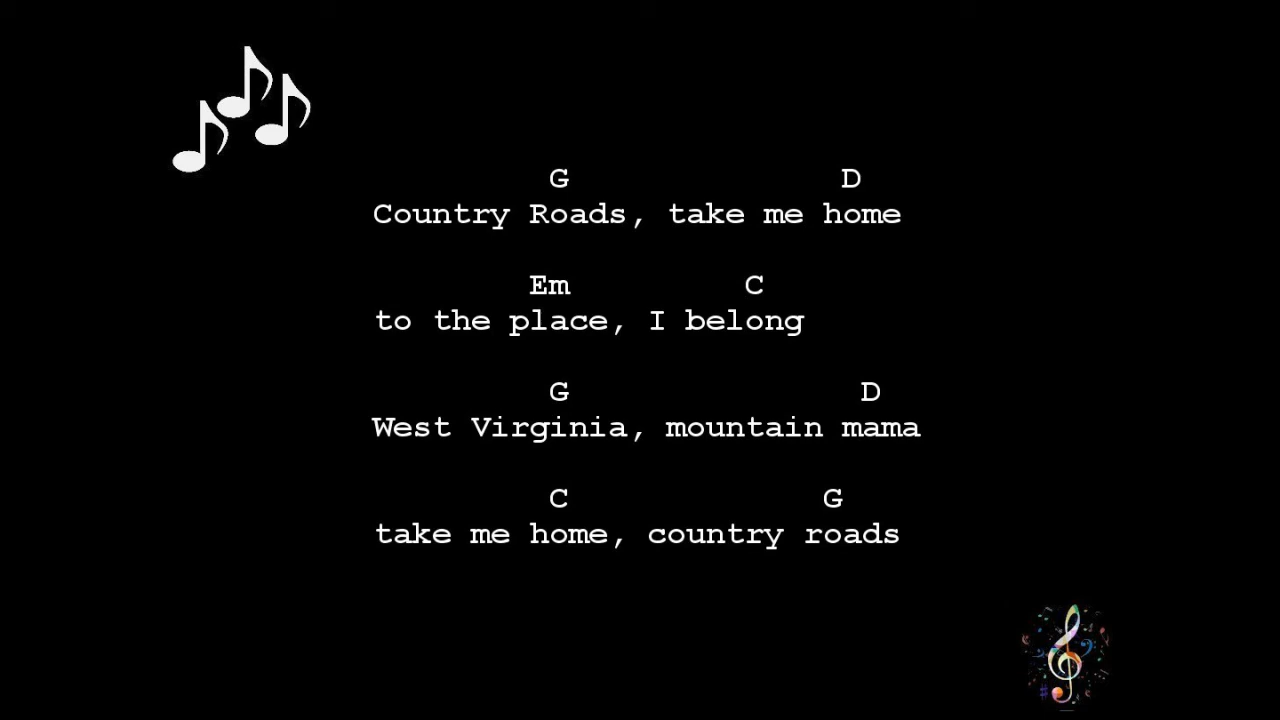 G D
Country Roads, take me home
Em C
to the place, I belong
G D
West Virginia, mountain mama
C G
take me home, country roads